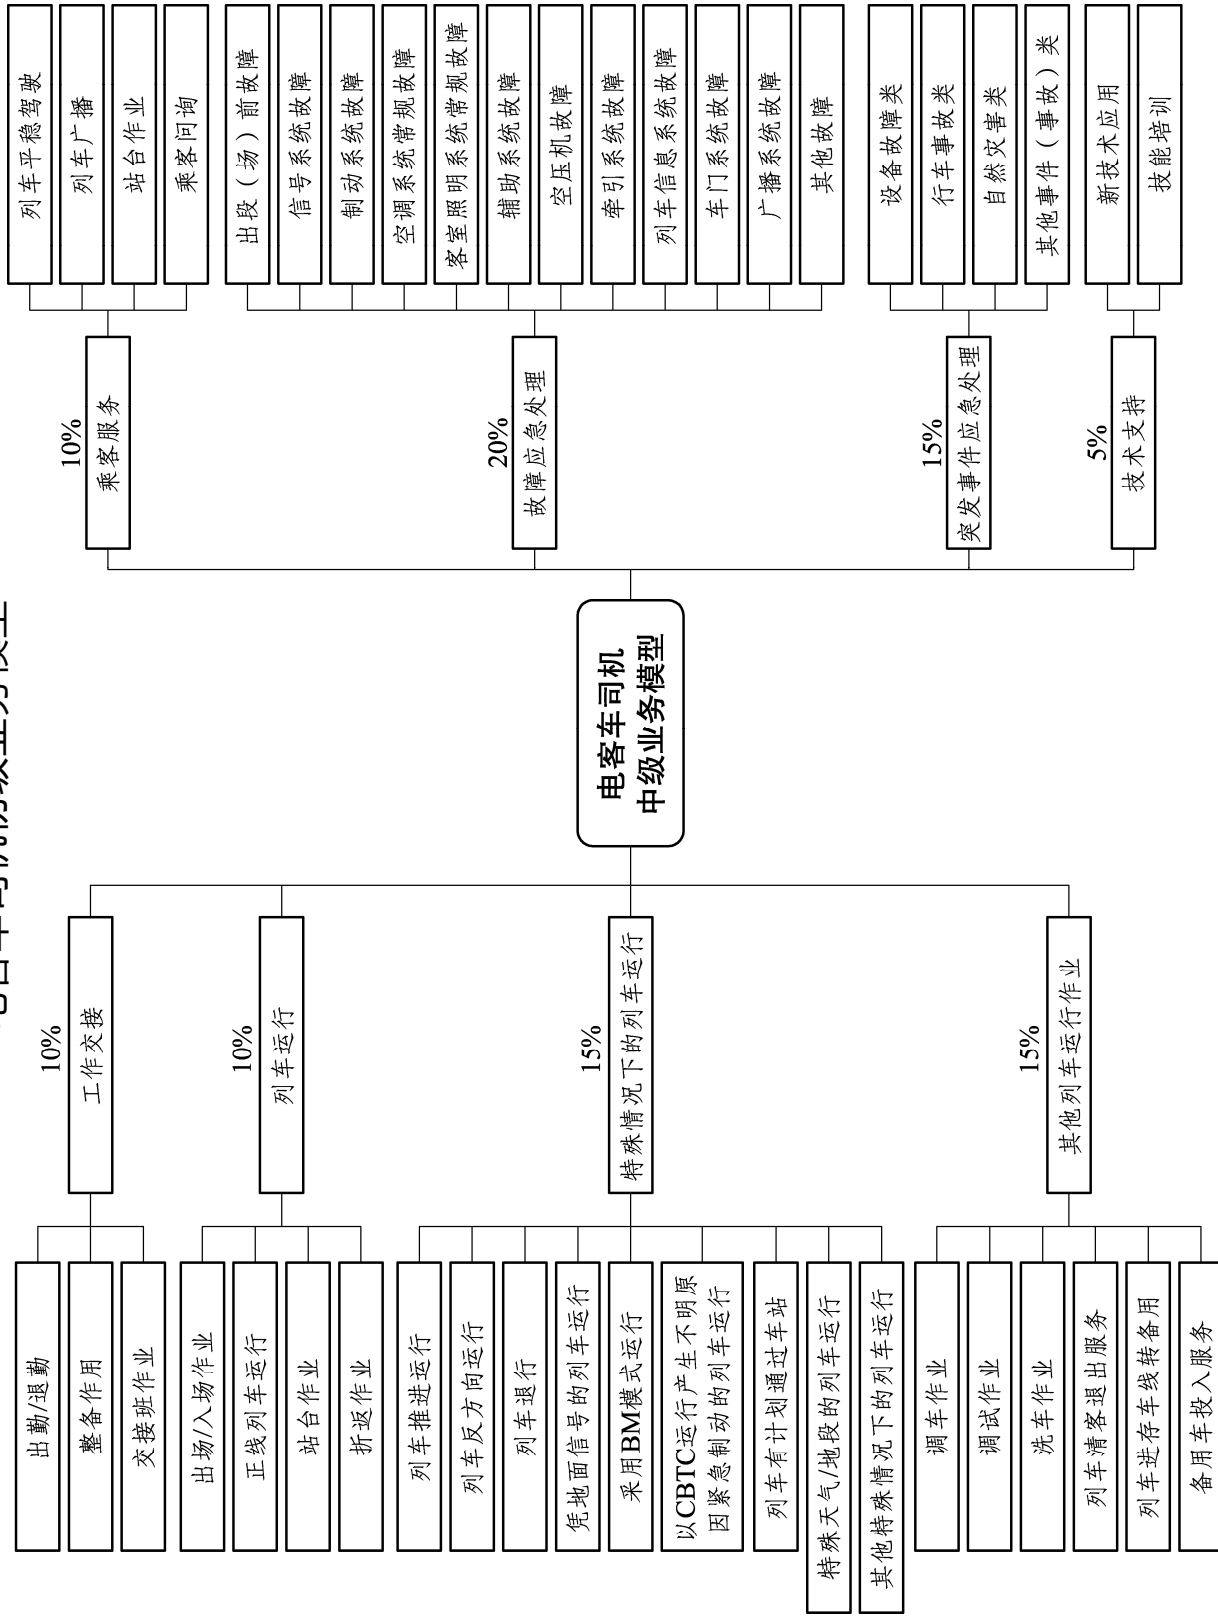 电客车司机
中级业务模型
10%
工作交接
出勤/退勤
整备作用
交接班作业
10%
列车运行
出场/入场作业
正线列车运行
站台作业
折返作业
15%
特殊情况下的列车运行
列车推进运行
列车反方向运行
列车退行
凭地面信号的列车运行
采用BM模式运行
以CBTC运行产生不明原
因紧急制动的列车运行
列车有计划通过车站
特殊天气/地段的列车运行
其他特殊情况下的列车运行
15%
其他列车运行作业
调车作业
调试作业
洗车作业
列车清客退出服务
列车进存车线转备用
备用车投入服务
10%
乘客服务
列车平稳驾驶
列车广播
站台作业
乘客问询
20%
故障应急处理
出段（场）前故障
信号系统故障
制动系统故障
空调系统常规故障
客室照明系统常规故障
辅助系统故障
空压机故障
牵引系统故障
列车信息系统故障
车门系统故障
广播系统故障
其他故障
15%
突发事件应急处理
设备故障类
行车事故类
自然灾害类
其他事件（事故）类
5%
技术支持
新技术应用
技能培训